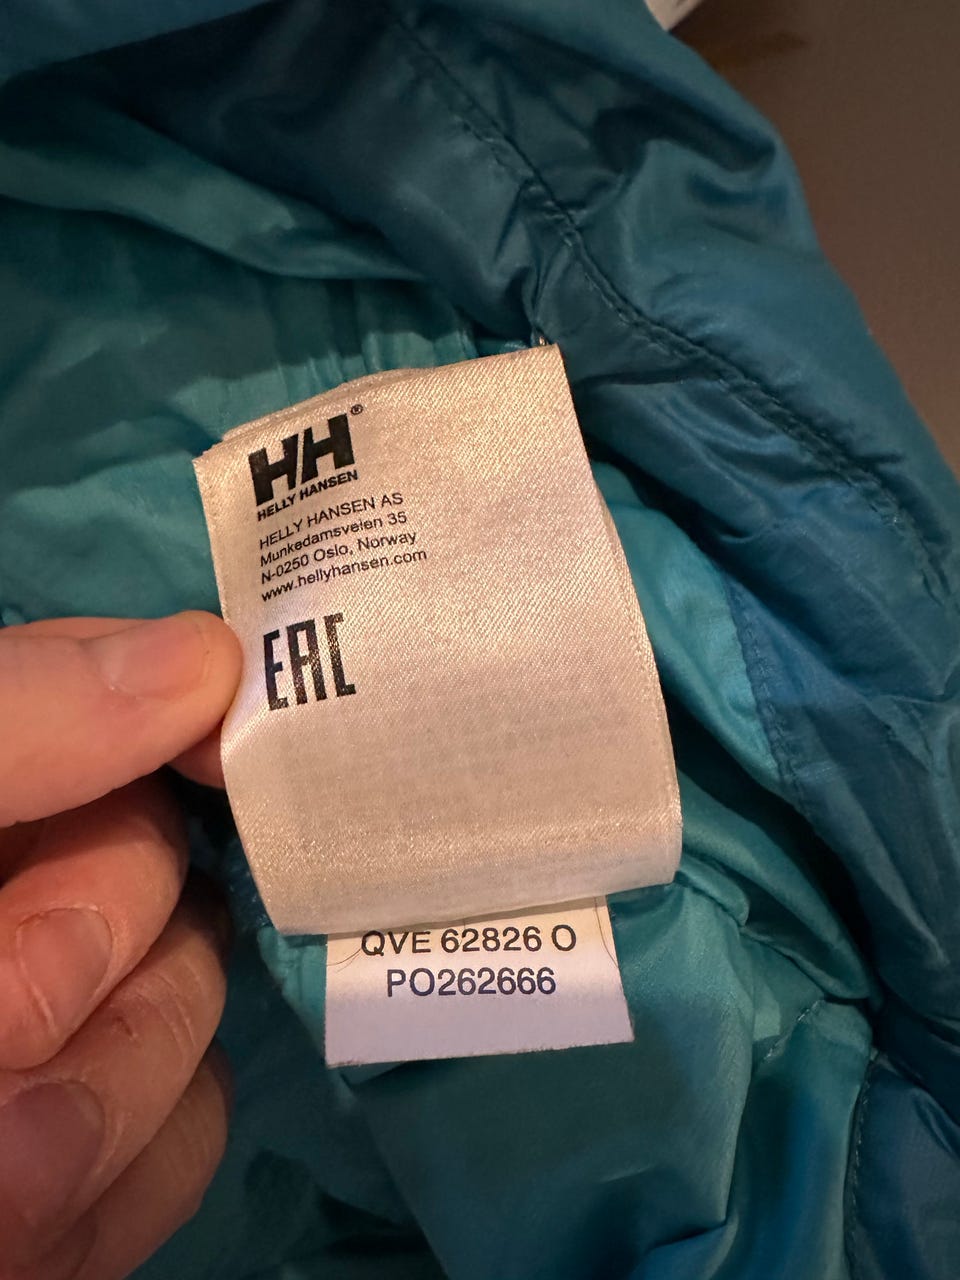 HH®
HELLY HANSEN
HELLY HANSEN AS
Munkedamsveien 35
N-0250 Oslo, Norway
www.hellyhansen.com
EAC
QVE 62826 O
PO262666